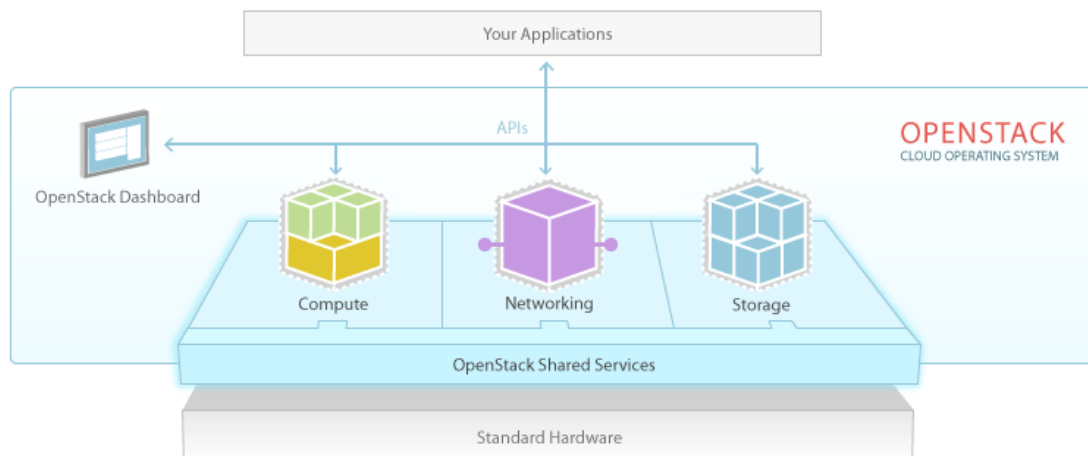 Your Applications
APIs
OPENSTACK
CLOUD OPERATING SYSTEM
OpenStack Dashboard
Compute
Networking
Storage
OpenStack Shared Services
Standard Hardware